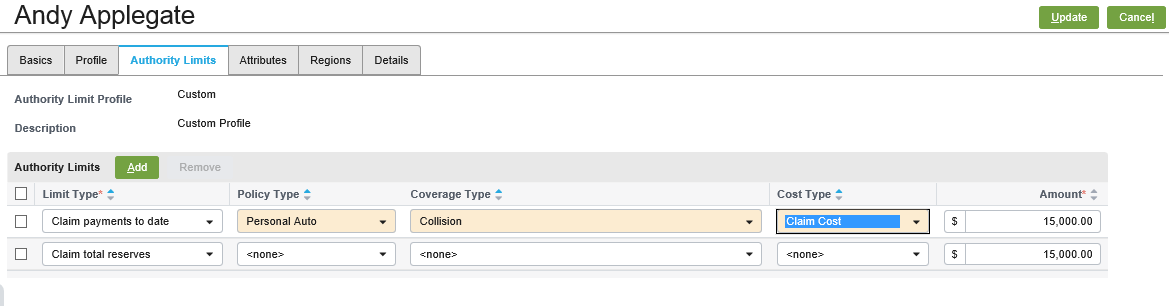 Andy Applegate
Update Cancel
Basics Profile Authority Limits Attributes Regions Details
Authority Limit Profile Custom
Description Custom Profile
Authority Limits Add Remove
Limit Type* Policy Type Coverage Type Cost Type Amount*
Claim payments to date Personal Auto Collision Claim Cost $ 15,000.00
Claim total reserves <none> <none> <none> $ 15,000.00